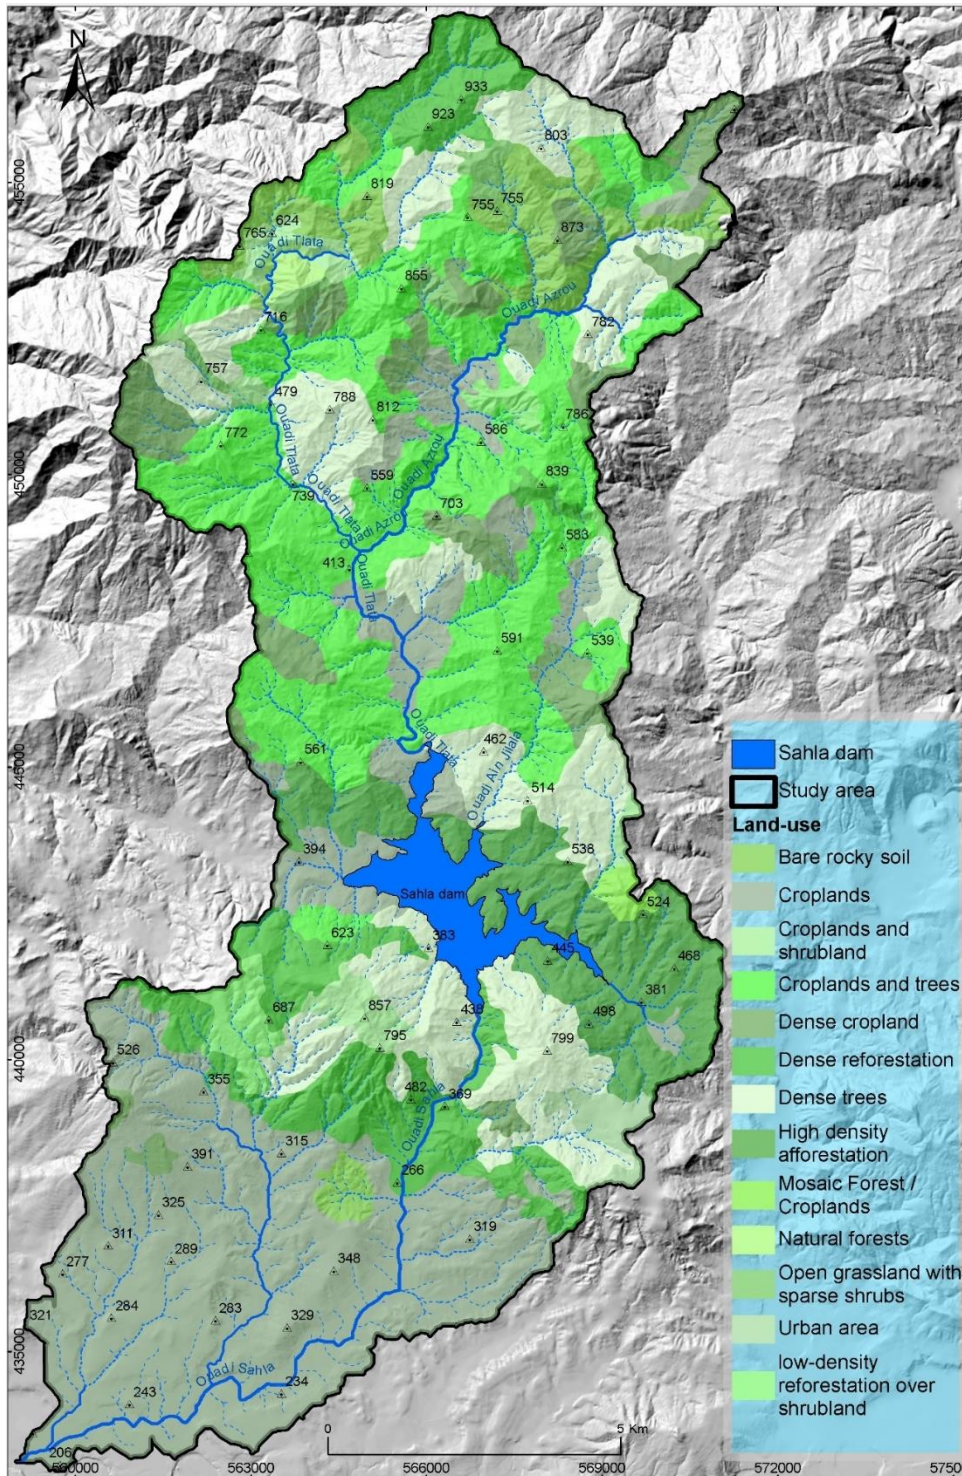 N
933
923
803
455000
819
755
755
624
765
873
Ouadi Tlata
855
Ouadi Azrou
716
782
757
479
788
812
786
586
772
Ouadi Tlata
Ouadi Azrou
559
839
450000
739
Ouadi Tlata
703
Ouadi Azrou
583
413
Ouadi Tlata
591
539
Ouadi Tlata
462
561
445000
Ouadi Ain Jilala
514
394
538
Sahla dam
524
623
383
445
468
381
687
857
438
498
795
799
526
440000
355
482
369
Ouadi Sahla
315
391
266
325
311
319
289
277
348
321
284
283
329
435000
Ouadi Sahla
234
243
206
0
5 Km
560000
563000
566000
569000
572000
5750
Sahla dam
Study area
Land-use
Bare rocky soil
Croplands
Croplands and
shrubland
Croplands and trees
Dense cropland
Dense reforestation
Dense trees
High density
afforestation
Mosaic Forest /
Croplands
Natural forests
Open grassland with
sparse shrubs
Urban area
low-density
reforestation over
shrubland